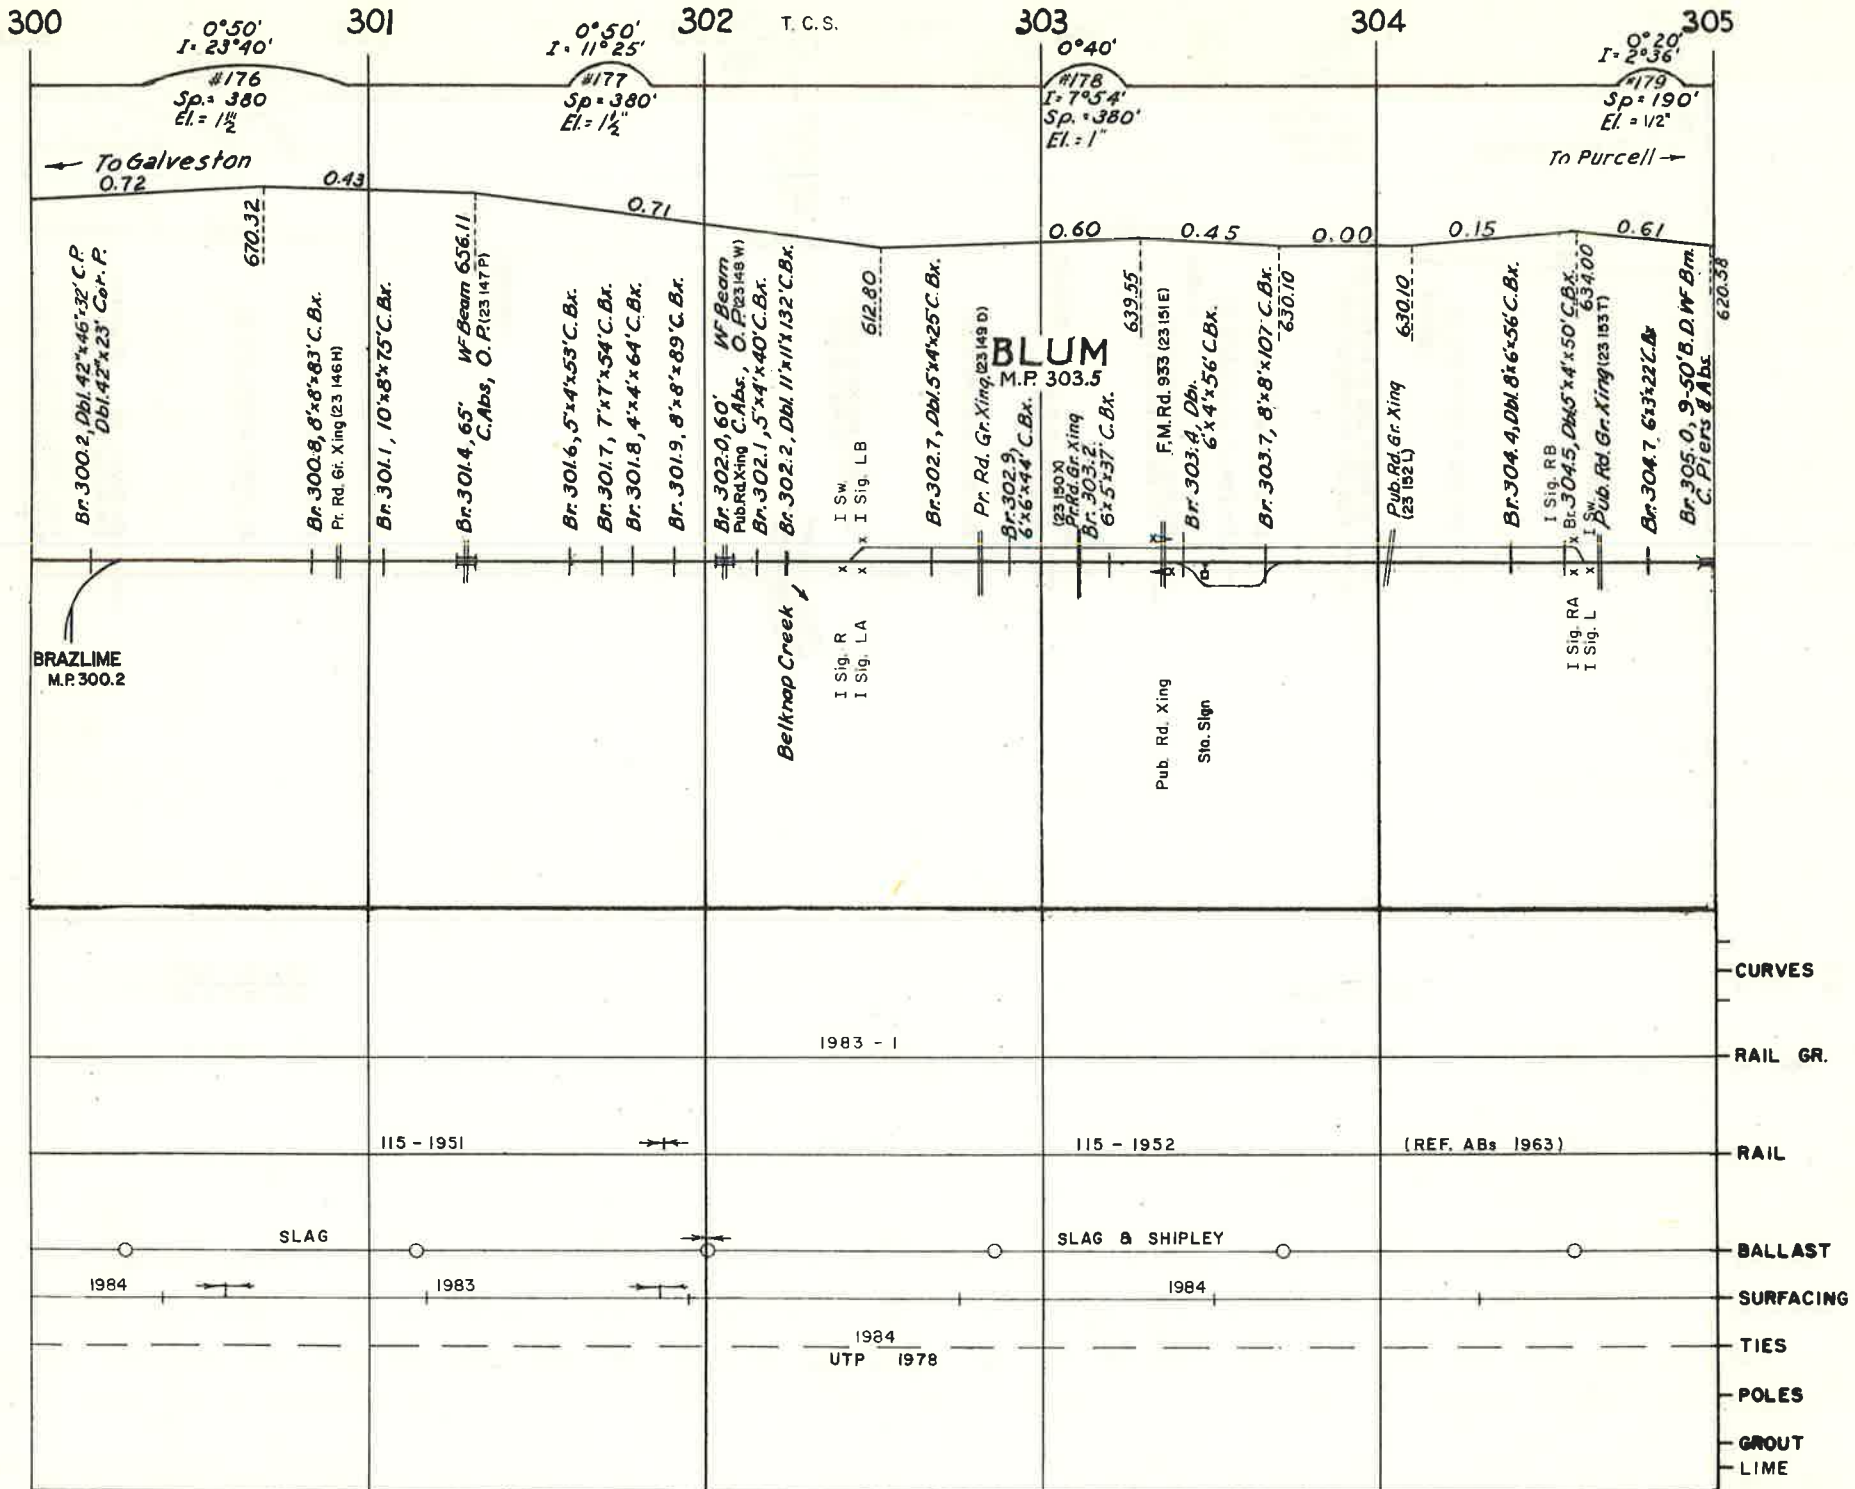 300
301
302
T. C. S.
303
304
305
0°50'
I= 23°40'
#176
Sp.= 380
El.= 1½"
0°50'
I= 11°25'
#177
Sp= 380'
El.= 1½"
0°40'
#178
I= 7°54'
Sp.= 380'
El.= 1"
0°20'
I= 2°36'
#179
Sp= 190'
El. = 1/2"
← To Galveston
To Purcell →
0.72
0.43
0.71
0.60
0.45
0.00
0.15
0.61
670.32
656.11
612.80
639.55
630.10
630.10
634.00
620.58
Br. 300.2, Dbl. 42"x46"x32' C.P.
Dbl. 42"x23' Cor. P.
Br. 300.8, 8'x8'x83' C.Bx.
Pr. Rd. Gr. Xing (23 146 H)
Br. 301.1, 10'x8'x75' C.Bx.
Br. 301.4, 65' WF Beam
C.Abs, O.P. (23 147 P)
Br. 301.6, 5'x4'x53' C.Bx.
Br. 301.7, 7'x7'x54' C.Bx.
Br. 301.8, 4'x4'x64' C.Bx.
Br. 301.9, 8'x8'x89' C.Bx.
Br. 302.0, 60' WF Beam
Pub.Rd.Xing C.Abs., O.P. (23 148 W)
Br. 302.1, 5'x4'x40' C.Bx.
Br. 302.2, Dbl. 11'x11'x132' C.Bx.
I Sw.
I Sig. LB
Br. 302.7, Dbl. 5'x4'x25' C.Bx.
Pr. Rd. Gr. Xing (23 149 D)
Br. 302.9,
6'x6'x44' C.Bx.
(23 150 X)
Pr. Rd. Gr. Xing
Br. 303.2,
6'x5'x37' C.Bx.
BLUM
M.P. 303.5
F.M. Rd. 933 (23 151 E)
Br. 303.4, Dbl.
6'x4'x56' C.Bx.
Br. 303.7, 8'x8'x107' C.Bx.
Pub. Rd. Gr. Xing
(23 152 L)
Br. 304.4, Dbl. 8'x6'x56' C.Bx.
I Sig. RB
Br. 304.5, Dbl. 5'x4'x50' C.Bx.
I Sw.
Pub. Rd. Gr. Xing (23 153 T)
Br. 304.7 6'x3'x22' C.Bx
Br. 305.0, 9-50' B.D. WF Bm.
C. Piers & Abs.
BRAZLIME
M.P. 300.2
Belknap Creek
I Sig. R
I Sig. LA
Pub. Rd. Xing
Sta. Sign
I Sig. RA
I Sig. L
CURVES
1983 - 1
RAIL GR.
115 - 1951
115 - 1952
(REF. ABs 1963)
RAIL
SLAG
SLAG & SHIPLEY
BALLAST
1984
1983
1984
SURFACING
1984
TIES
UTP 1978
POLES
GROUT
LIME